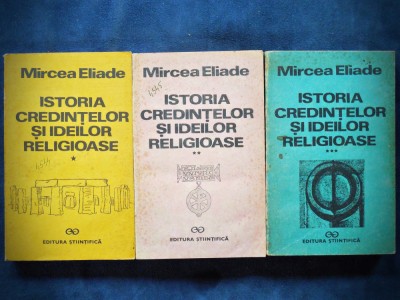 Mircea Eliade
ISTORIA
CREDINȚELOR
ȘI IDEILOR
RELIGIOASE
*
EDITURA ȘTIINȚIFICĂ
Mircea Eliade
ISTORIA
CREDINȚELOR
ȘI IDEILOR
RELIGIOASE
**
EDITURA ȘTIINȚIFICĂ
Mircea Eliade
ISTORIA
CREDINȚELOR
ȘI IDEILOR
RELIGIOASE
***
EDITURA ȘTIINȚIFICĂ